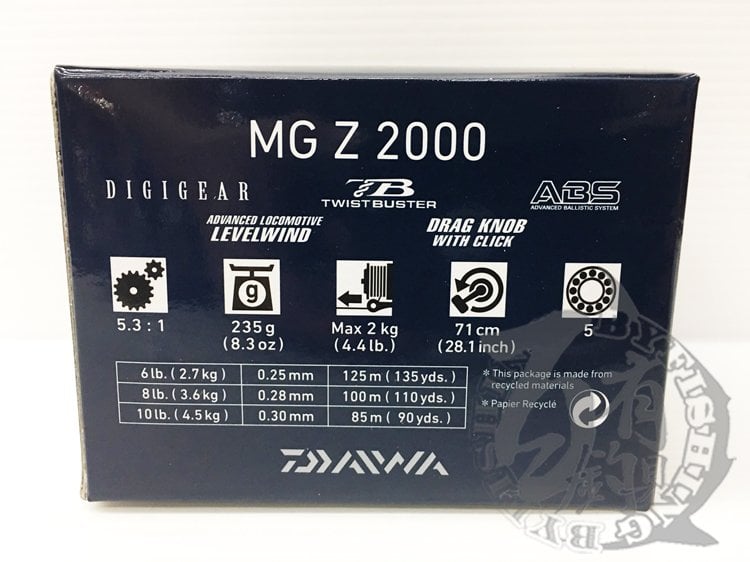 MG Z 2000
DIGIGEAR
TB
TWISTBUSTER
ABS
ADVANCED BALLISTIC SYSTEM
ADVANCED LOCOMOTIVE
LEVELWIND
DRAG KNOB
WITH CLICK
g
5.3 : 1
235 g
(8.3 oz)
Max 2 kg
(4.4 lb.)
71 cm
(28.1 inch)
5
6 lb. ( 2.7 kg ) 0.25 mm 125 m ( 135 yds. )
8 lb. ( 3.6 kg ) 0.28 mm 100 m ( 110 yds. )
10 lb. ( 4.5 kg ) 0.30 mm 85 m ( 90 yds. )
* This package is made from
recycled materials
* Papier Recyclé
DAIWA
BYFISHING BYFISHING